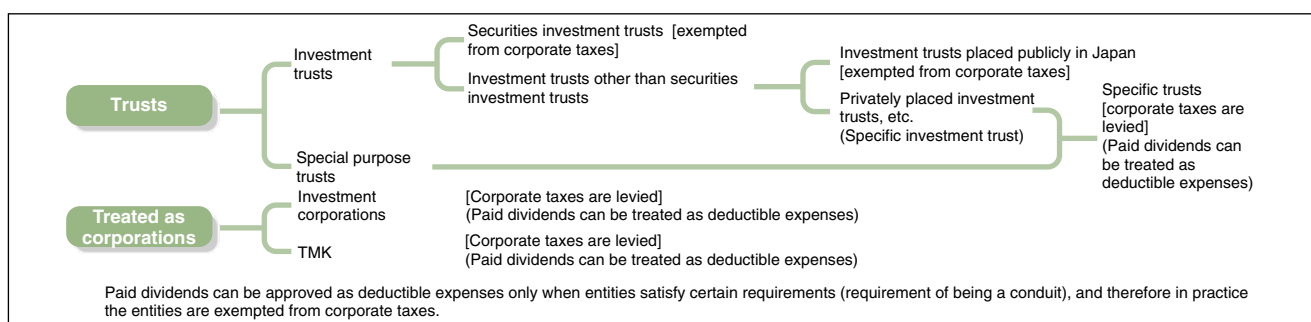 Trusts
Investment
trusts
Securities investment trusts [exempted
from corporate taxes]
Investment trusts other than securities
investment trusts
Investment trusts placed publicly in Japan
[exempted from corporate taxes]
Privately placed investment
trusts, etc.
(Specific investment trust)
Specific trusts
[corporate taxes are
levied]
(Paid dividends can
be treated as
deductible expenses)
Special purpose
trusts
Treated as
corporations
Investment
corporations
[Corporate taxes are levied]
(Paid dividends can be treated as deductible expenses)
TMK
[Corporate taxes are levied]
(Paid dividends can be treated as deductible expenses)
Paid dividends can be approved as deductible expenses only when entities satisfy certain requirements (requirement of being a conduit), and therefore in practice
the entities are exempted from corporate taxes.